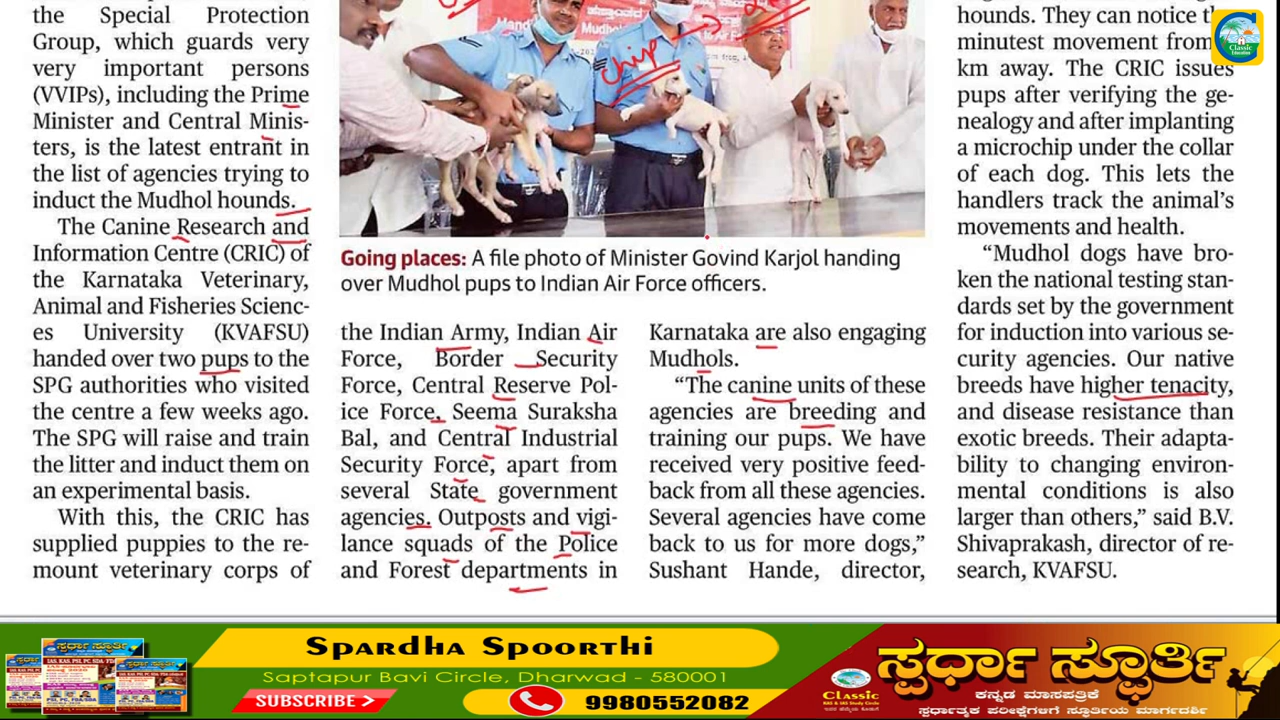 the Special Protection
Group, which guards very
very important persons
(VVIPs), including the Prime
Minister and Central Minis-
ters, is the latest entrant in
the list of agencies trying to
induct the Mudhol hounds.
The Canine Research and
Information Centre (CRIC) of
the Karnataka Veterinary,
Animal and Fisheries Scienc-
es University (KVAFSU)
handed over two pups to the
SPG authorities who visited
the centre a few weeks ago.
The SPG will raise and train
the litter and induct them on
an experimental basis.
With this, the CRIC has
supplied puppies to the re-
mount veterinary corps of
chip
Going places: A file photo of Minister Govind Karjol handing
over Mudhol pups to Indian Air Force officers.
the Indian Army, Indian Air
Force, Border Security
Force, Central Reserve Pol-
ice Force, Seema Suraksha
Bal, and Central Industrial
Security Force, apart from
several State government
agencies. Outposts and vigi-
lance squads of the Police
and Forest departments in
Karnataka are also engaging
Mudhols.
“The canine units of these
agencies are breeding and
training our pups. We have
received very positive feed-
back from all these agencies.
Several agencies have come
back to us for more dogs,”
Sushant Hande, director,
hounds. They can notice
minutest movement from
km away. The CRIC issues
pups after verifying the ge-
nealogy and after implanting
a microchip under the collar
of each dog. This lets the
handlers track the animal’s
movements and health.
“Mudhol dogs have bro-
ken the national testing stan-
dards set by the government
for induction into various se-
curity agencies. Our native
breeds have higher tenacity,
and disease resistance than
exotic breeds. Their adapta-
bility to changing environ-
mental conditions is also
larger than others,” said B.V.
Shivaprakash, director of re-
search, KVAFSU.
Classic
Education
Spardha Spoorthi
Saptapur Bavi Circle, Dharwad - 580001
SUBSCRIBE
9980552082
Classic
KAS & IAS Study Circle
ಸ್ಪರ್ಧಾ ಸ್ಫೂರ್ತಿ
ಕನ್ನಡ ಮಾಸಪತ್ರಿಕೆ
ಸ್ಪರ್ಧಾತ್ಮಕ ಪರೀಕ್ಷೆಗಳಿಗೆ ಸ್ಫೂರ್ತಿಯ ಮಾರ್ಗದರ್ಶಿ